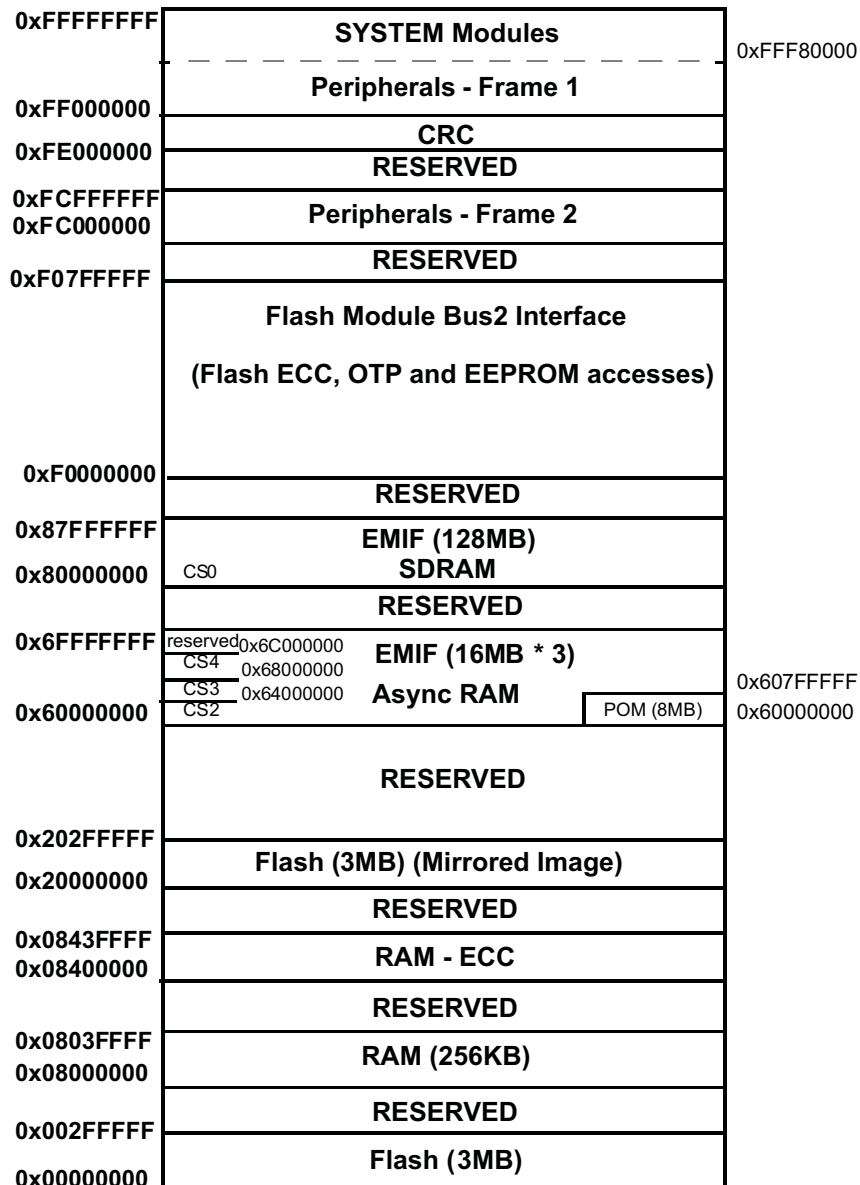 0xFFFFFFFF
SYSTEM Modules
0xFFF80000
Peripherals - Frame 1
0xFF000000
CRC
0xFE000000
RESERVED
0xFCFFFFFF
Peripherals - Frame 2
0xFC000000
RESERVED
0xF07FFFFF
Flash Module Bus2 Interface
(Flash ECC, OTP and EEPROM accesses)
0xF0000000
RESERVED
0x87FFFFFF
EMIF (128MB)
0x80000000
CS0
SDRAM
RESERVED
0x6FFFFFFF
reserved
0x6C000000
EMIF (16MB * 3)
CS4
0x68000000
CS3
0x64000000
Async RAM
0x607FFFFF
0x60000000
CS2
POM (8MB)
0x60000000
RESERVED
0x202FFFFF
Flash (3MB) (Mirrored Image)
0x20000000
RESERVED
0x0843FFFF
RAM - ECC
0x08400000
RESERVED
0x0803FFFF
RAM (256KB)
0x08000000
RESERVED
0x002FFFFF
Flash (3MB)
0x00000000